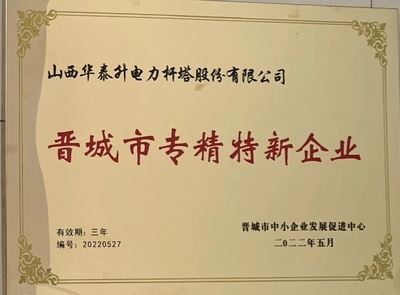 山西华泰升电力杆塔股份有限公司
晋城市专精特新企业
有效期:三年
编号:20220527
晋城市中小企业发展促进中心
二〇二二年五月